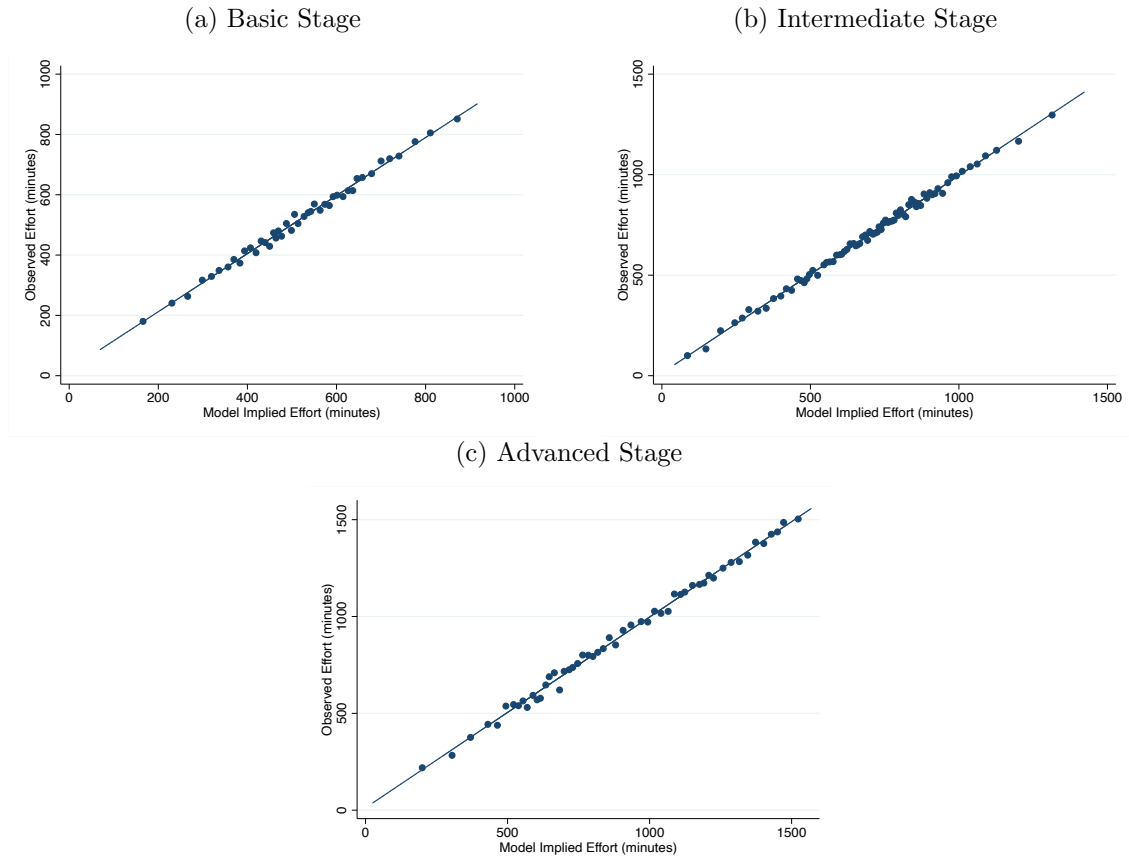 (a) Basic Stage
1000
800
600
400
200
0
Observed Effort (minutes)
0 200 400 600 800 1000
Model Implied Effort (minutes)
(b) Intermediate Stage
1500
1000
500
0
Observed Effort (minutes)
0 500 1000 1500
Model Implied Effort (minutes)
(c) Advanced Stage
1500
1000
500
0
Observed Effort (minutes)
0 500 1000 1500
Model Implied Effort (minutes)